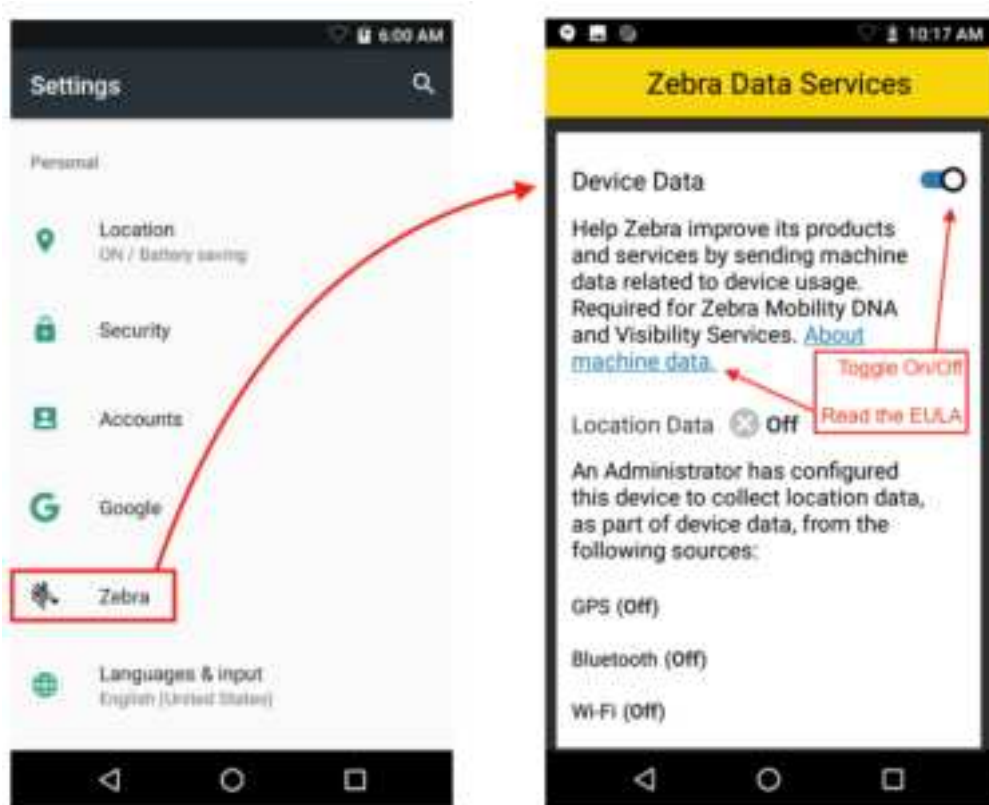 6:00 AM
Settings
Personal
Location
ON / Battery saving
Security
Accounts
Google
Zebra
Languages & input
English (United States)
10:17 AM
Zebra Data Services
Device Data
Help Zebra improve its products
and services by sending machine
data related to device usage.
Required for Zebra Mobility DNA
and Visibility Services. About
machine data.
Toggle On/Off
Read the EULA
Location Data Off
An Administrator has configured
this device to collect location data,
as part of device data, from the
following sources:
GPS (Off)
Bluetooth (Off)
Wi-Fi (Off)